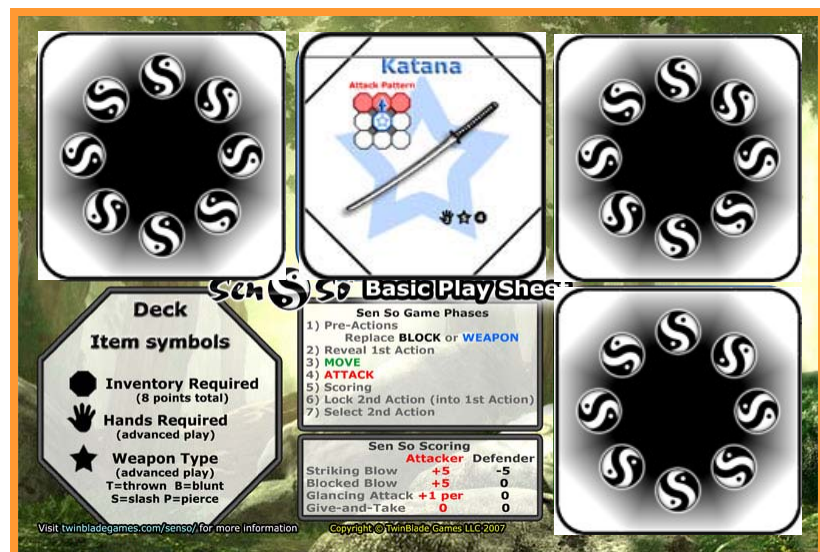 Katana
Attack Pattern
Sen So Basic Play Sheet
Deck
Item symbols
Inventory Required
(8 points total)
Hands Required
(advanced play)
Weapon Type
(advanced play)
T=thrown B=blunt
S=slash P=pierce
Sen So Game Phases
1) Pre-Actions
Replace BLOCK or WEAPON
2) Reveal 1st Action
3) MOVE
4) ATTACK
5) Scoring
6) Lock 2nd Action (into 1st Action)
7) Select 2nd Action
Sen So Scoring
Attacker Defender
Striking Blow +5 -5
Blocked Blow +5 0
Glancing Attack +1 per 0
Give-and-Take 0 0
Visit twinbladegames.com/senso/ for more information
Copyright © TwinBlade Games LLC 2007